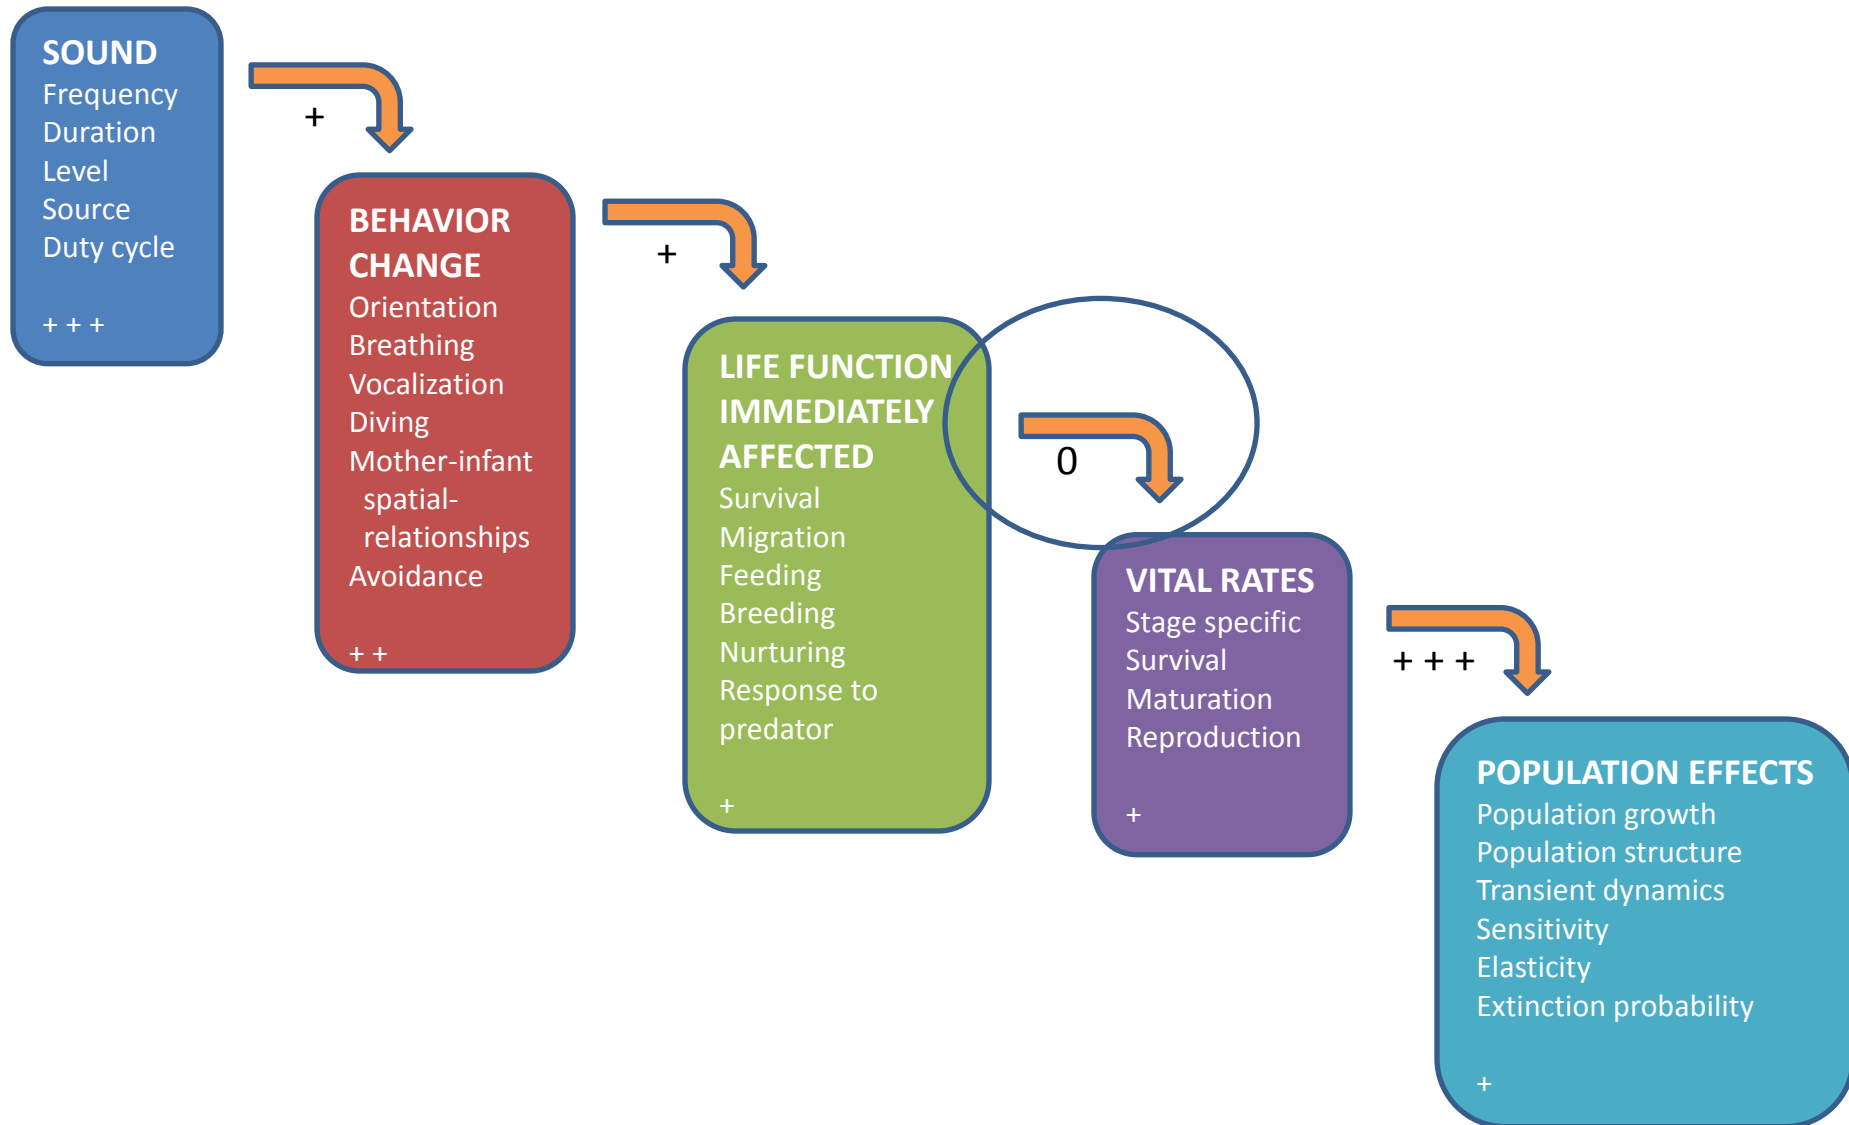 SOUND
Frequency
Duration
Level
Source
Duty cycle
+ + +
+
BEHAVIOR
CHANGE
Orientation
Breathing
Vocalization
Diving
Mother-infant
spatial-
relationships
Avoidance
+ +
+
LIFE FUNCTION
IMMEDIATELY
AFFECTED
Survival
Migration
Feeding
Breeding
Nurturing
Response to
predator
+
0
VITAL RATES
Stage specific
Survival
Maturation
Reproduction
+
+ + +
POPULATION EFFECTS
Population growth
Population structure
Transient dynamics
Sensitivity
Elasticity
Extinction probability
+